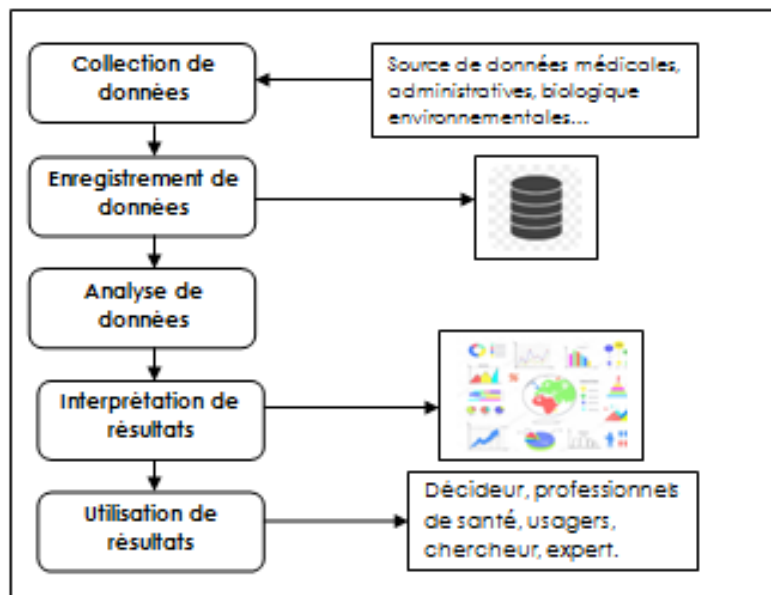 Collection de
données
Source de données médicales,
administratives, biologique
environnementales...
Enregistrement de
données
Analyse de
données
Interprétation de
résultats
Utilisation de
résultats
Décideur, professionnels
de santé, usagers,
chercheur, expert.